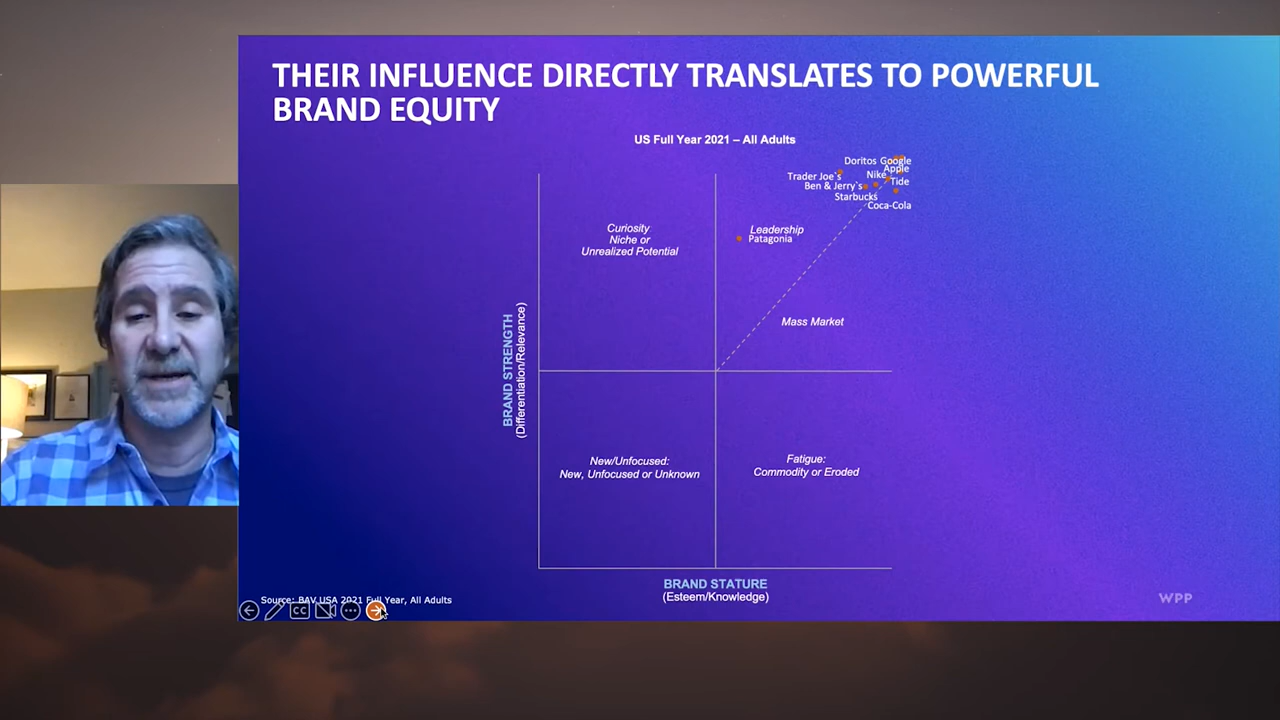 THEIR INFLUENCE DIRECTLY TRANSLATES TO POWERFUL
BRAND EQUITY
US Full Year 2021 – All Adults
Doritos Google
Apple
Trader Joe`s
Nike
Ben & Jerry`s
Tide
Starbucks
Coca-Cola
Curiosity
Niche or
Unrealized Potential
Leadership
Patagonia
Mass Market
BRAND STRENGTH
(Differentiation/Relevance)
New/Unfocused:
New, Unfocused or Unknown
Fatigue:
Commodity or Eroded
BRAND STATURE
(Esteem/Knowledge)
Source: BAV USA 2021 Full Year, All Adults
CC
WPP